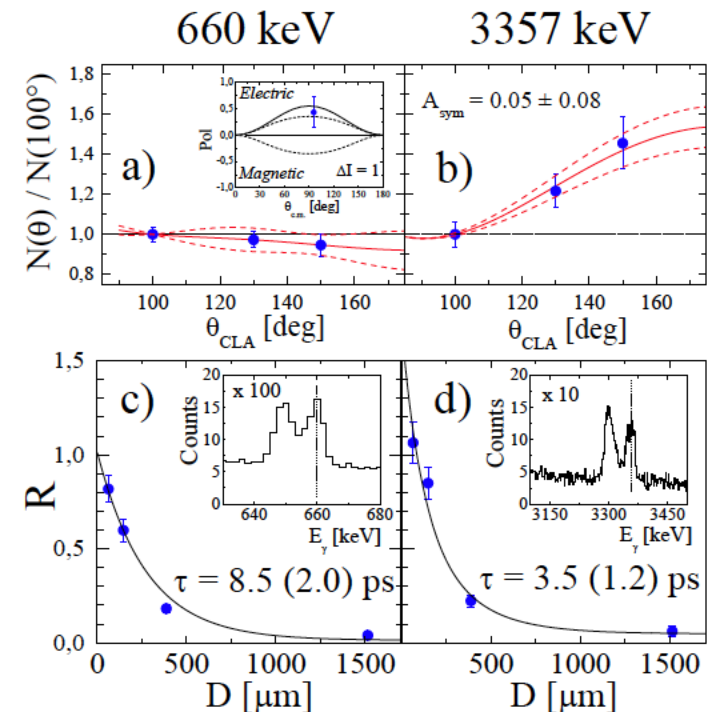 660 keV
3357 keV
N(θ) / N(100°)
1,8
1,6
1,4
1,2
1,0
0,8
a)
Pol
1,0
0,5
0,0
-0,5
-1,0
Electric
Magnetic
ΔI = 1
0 30 60 90 120 150 180
θc.m. [deg]
100 120 140 160
θCLA [deg]
Asym = 0.05 ± 0.08
b)
100 120 140 160
θCLA [deg]
R
1,5
1,0
0,5
0,0
c)
Counts
20
15
10
5
0
x 100
640 660 680
Eγ [keV]
τ = 8.5 (2.0) ps
0 500 1000 1500
D [μm]
d)
Counts
20
15
10
5
0
x 10
3150 3300 3450
Eγ [keV]
τ = 3.5 (1.2) ps
500 1000 1500
D [μm]